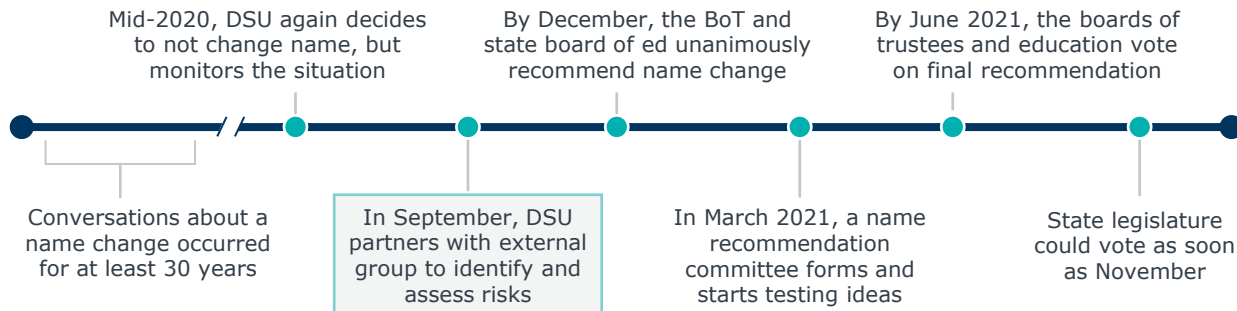 Mid-2020, DSU again decides
to not change name, but
monitors the situation
By December, the BoT and
state board of ed unanimously
recommend name change
By June 2021, the boards of
trustees and education vote
on final recommendation
Conversations about a
name change occurred
for at least 30 years
In September, DSU
partners with external
group to identify and
assess risks
In March 2021, a name
recommendation
committee forms and
starts testing ideas
State legislature
could vote as soon
as November